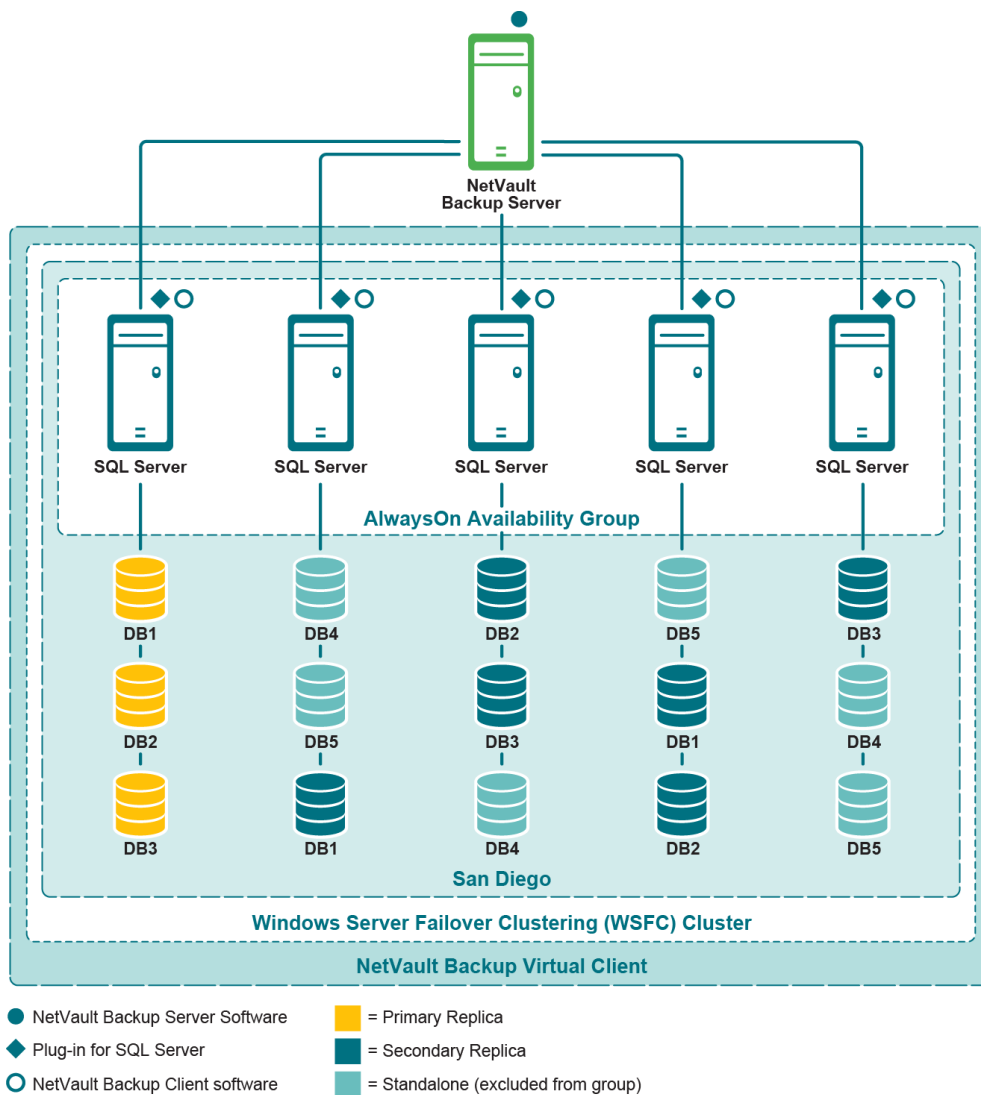 NetVault
Backup Server
SQL Server
SQL Server
SQL Server
SQL Server
SQL Server
AlwaysOn Availability Group
DB1
DB4
DB2
DB5
DB3
DB2
DB5
DB3
DB1
DB4
DB3
DB1
DB4
DB2
DB5
San Diego
Windows Server Failover Clustering (WSFC) Cluster
NetVault Backup Virtual Client
NetVault Backup Server Software
Plug-in for SQL Server
NetVault Backup Client software
= Primary Replica
= Secondary Replica
= Standalone (excluded from group)